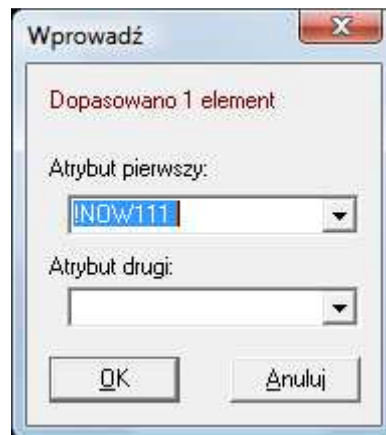 Wprowadź
Dopasowano 1 element
Atrybut pierwszy:
!NOW111
Atrybut drugi:
OK
Anuluj